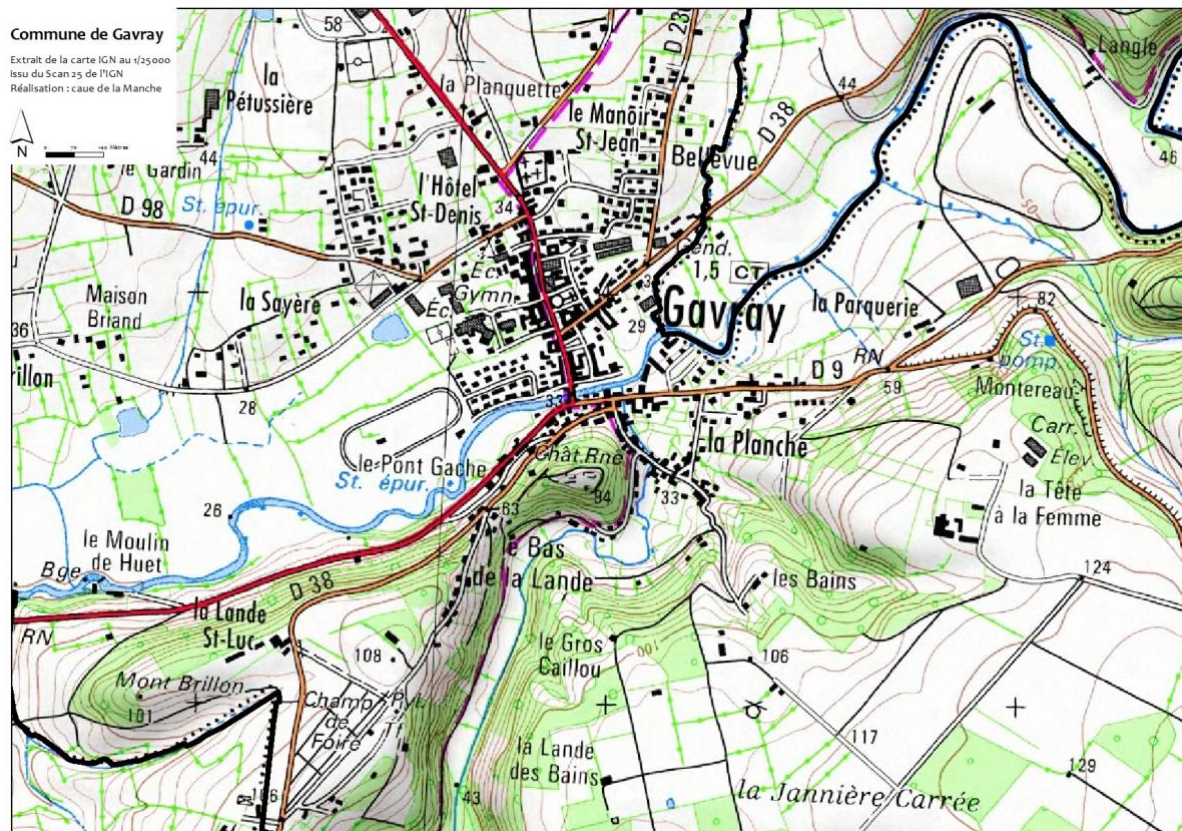 Commune de Gavray
Extrait de la carte IGN au 1/25000
issu du Scan 25 de l'IGN
Réalisation : caue de la Manche
N
58
la
Pétussière
la Planquette
D 23
Langle
44
le Manoir
St-Jean
D 38
Bellevue
46
44
le Gardin
l'Hôtel
St-Denis
D 98
St. épur.
34
50
Gend.
1,5
CT
Ec.
Gymn.
Éc.
Maison
Briand
la Sayère
Gavray
29
la Parquerie
82
36
St.
pomp.
rillon
28
RN
D 9
59
Montereau
33
Carr.
la Planche
Élev.
le Pont Gache
St. épur.
Chât. Rné
94
33
la Tête
à la Femme
26
63
le Moulin
de Huet
Bge
le Bas
de la Lande
124
les Bains
D 38
la Lande
St-Luc
RN
le Gros
Caillou
100
108
106
Mont Brillon
101
Champ
de
Foire
Pyl.
117
la Lande
des Bains
129
43
la Jannière Carrée